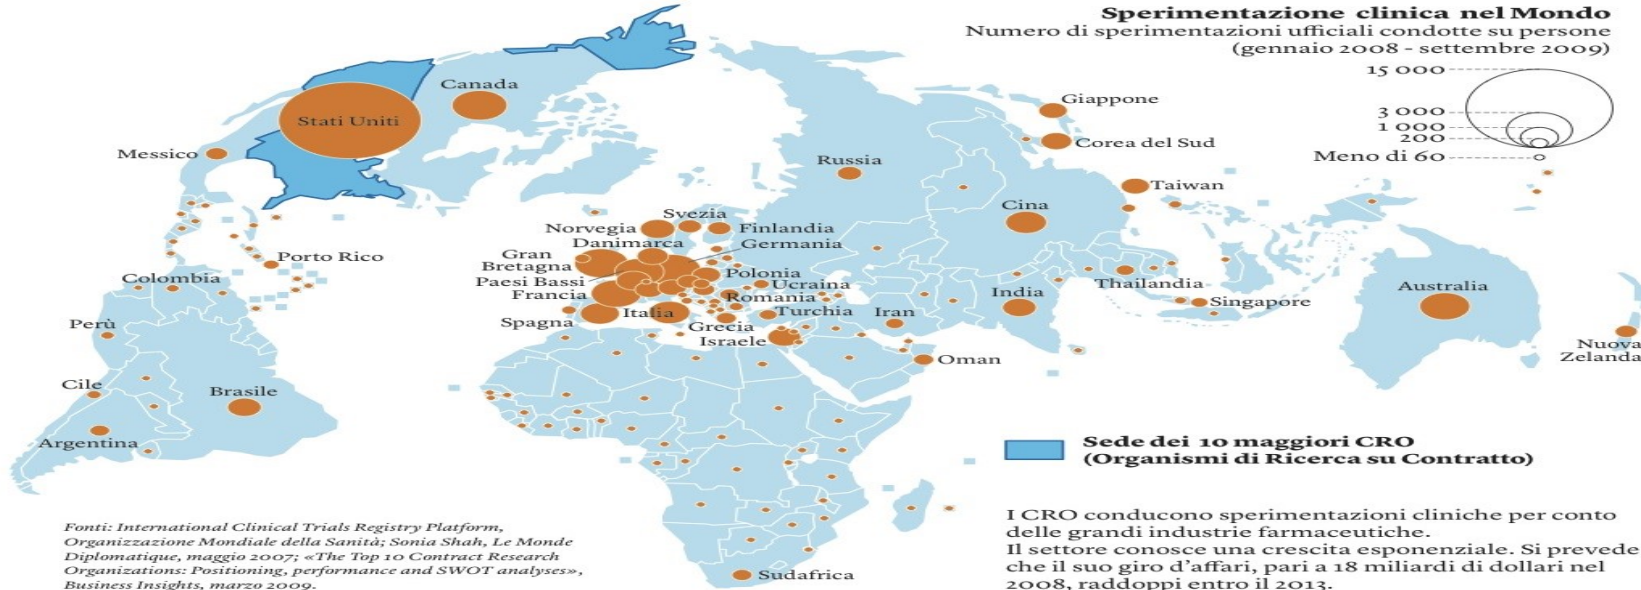 Sperimentazione clinica nel Mondo
Numero di sperimentazioni ufficiali condotte su persone
(gennaio 2008 - settembre 2009)
15 000
3 000
1 000
200
Meno di 60
Canada
Stati Uniti
Messico
Porto Rico
Colombia
Perù
Cile
Brasile
Argentina
Giappone
Corea del Sud
Russia
Taiwan
Cina
Svezia
Norvegia
Finlandia
Danimarca
Germania
Gran
Bretagna
Paesi Bassi
Polonia
Ucraina
Francia
Romania
Spagna
Italia
Turchia
Grecia
Israele
Iran
Oman
India
Thailandia
Singapore
Australia
Nuova
Zelanda
Sudafrica
Sede dei 10 maggiori CRO
(Organismi di Ricerca su Contratto)
I CRO conducono sperimentazioni cliniche per conto
delle grandi industrie farmaceutiche.
Il settore conosce una crescita esponenziale. Si prevede
che il suo giro d'affari, pari a 18 miliardi di dollari nel
2008, raddoppi entro il 2013.
Fonti: International Clinical Trials Registry Platform,
Organizzazione Mondiale della Sanità; Sonia Shah, Le Monde
Diplomatique, maggio 2007; «The Top 10 Contract Research
Organizations: Positioning, performance and SWOT analyses»,
Business Insights, marzo 2009.